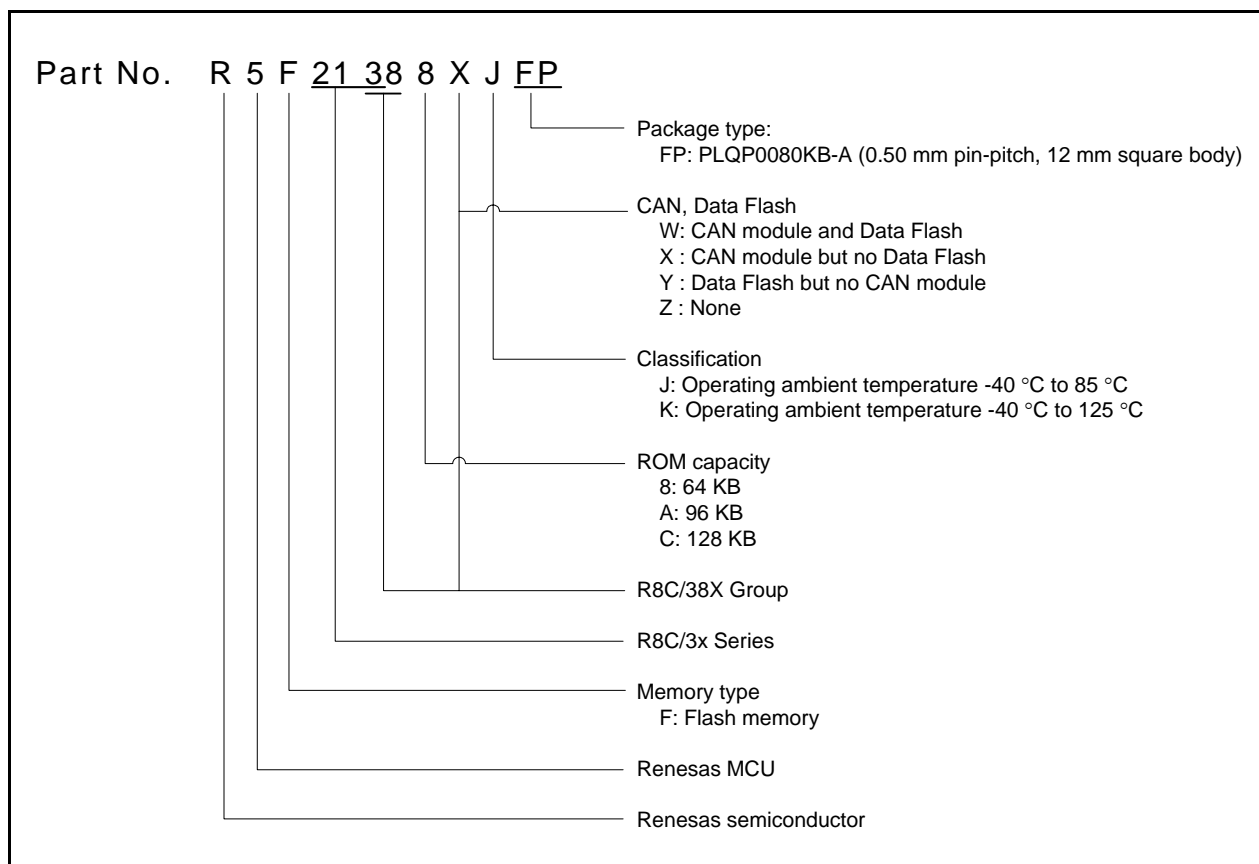 Part No. R 5 F 21 38 8 X J FP
Package type:
FP: PLQP0080KB-A (0.50 mm pin-pitch, 12 mm square body)
CAN, Data Flash
W: CAN module and Data Flash
X : CAN module but no Data Flash
Y : Data Flash but no CAN module
Z : None
Classification
J: Operating ambient temperature -40 °C to 85 °C
K: Operating ambient temperature -40 °C to 125 °C
ROM capacity
8: 64 KB
A: 96 KB
C: 128 KB
R8C/38X Group
R8C/3x Series
Memory type
F: Flash memory
Renesas MCU
Renesas semiconductor